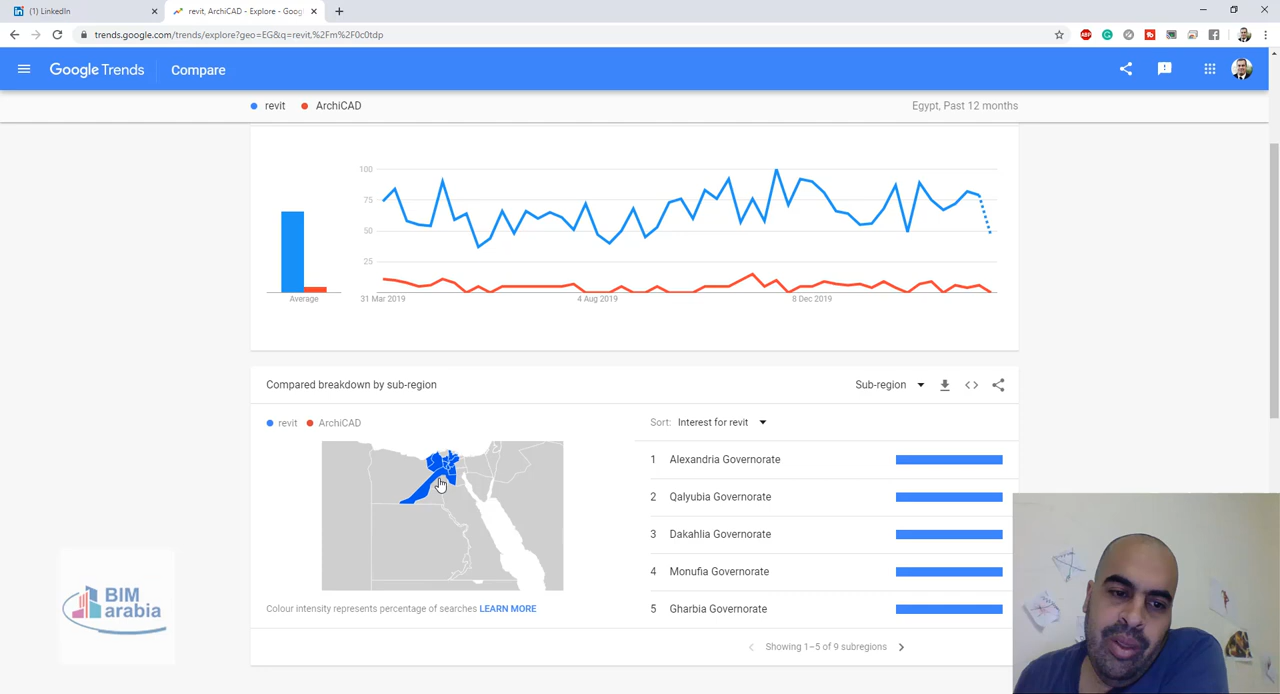 (1) LinkedIn
revit, ArchiCAD - Explore - Goog
trends.google.com/trends/explore?geo=EG&q=revit,%2Fm%2F0c0tdp
Google Trends
Compare
revit
ArchiCAD
Egypt, Past 12 months
100
75
50
25
Average
31 Mar 2019
4 Aug 2019
8 Dec 2019
Compared breakdown by sub-region
Sub-region
revit
ArchiCAD
Sort: Interest for revit
1 Alexandria Governorate
2 Qalyubia Governorate
3 Dakahlia Governorate
4 Monufia Governorate
5 Gharbia Governorate
Colour intensity represents percentage of searches LEARN MORE
Showing 1–5 of 9 subregions
BIM
arabia